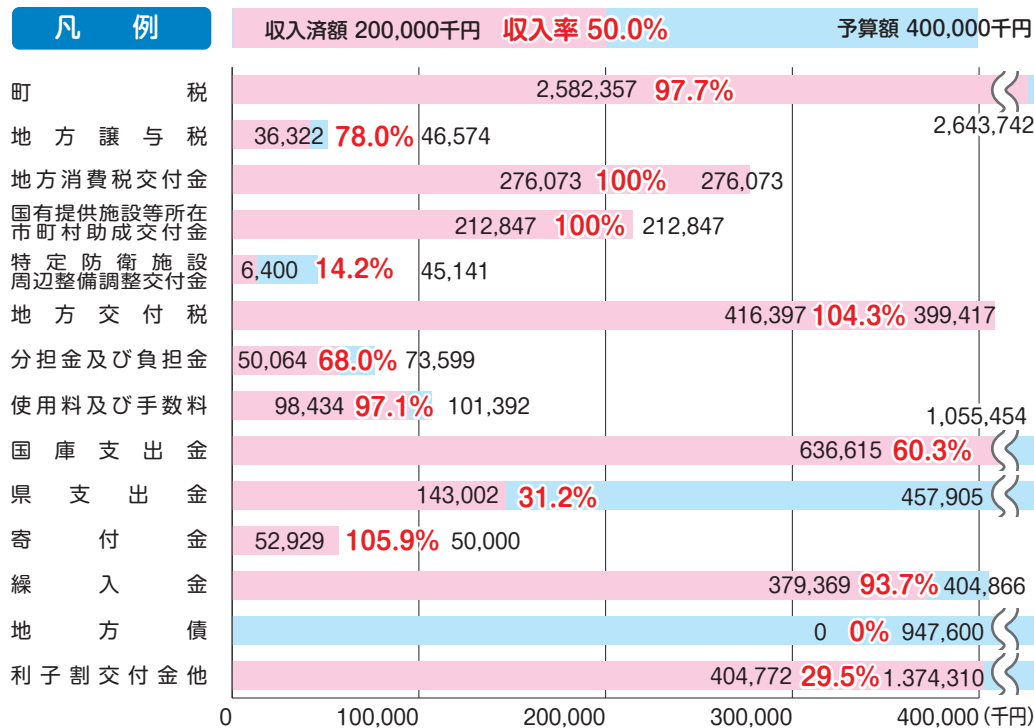 凡例
収入済額 200,000千円 収入率 50.0% 予算額 400,000千円
町税 2,582,357 97.7%
2,643,742
地方譲与税 36,322 78.0% 46,574
地方消費税交付金 276,073 100% 276,073
国有提供施設等所在
市町村助成交付金 212,847 100% 212,847
特定防衛施設
周辺整備調整交付金 6,400 14.2% 45,141
地方交付税 416,397 104.3% 399,417
分担金及び負担金 50,064 68.0% 73,599
使用料及び手数料 98,434 97.1% 101,392
1,055,454
国庫支出金 636,615 60.3%
県支出金 143,002 31.2% 457,905
寄付金 52,929 105.9% 50,000
繰入金 379,369 93.7% 404,866
地方債 0 0% 947,600
利子割交付金他 404,772 29.5% 1.374,310
0 100,000 200,000 300,000 400,000 (千円)